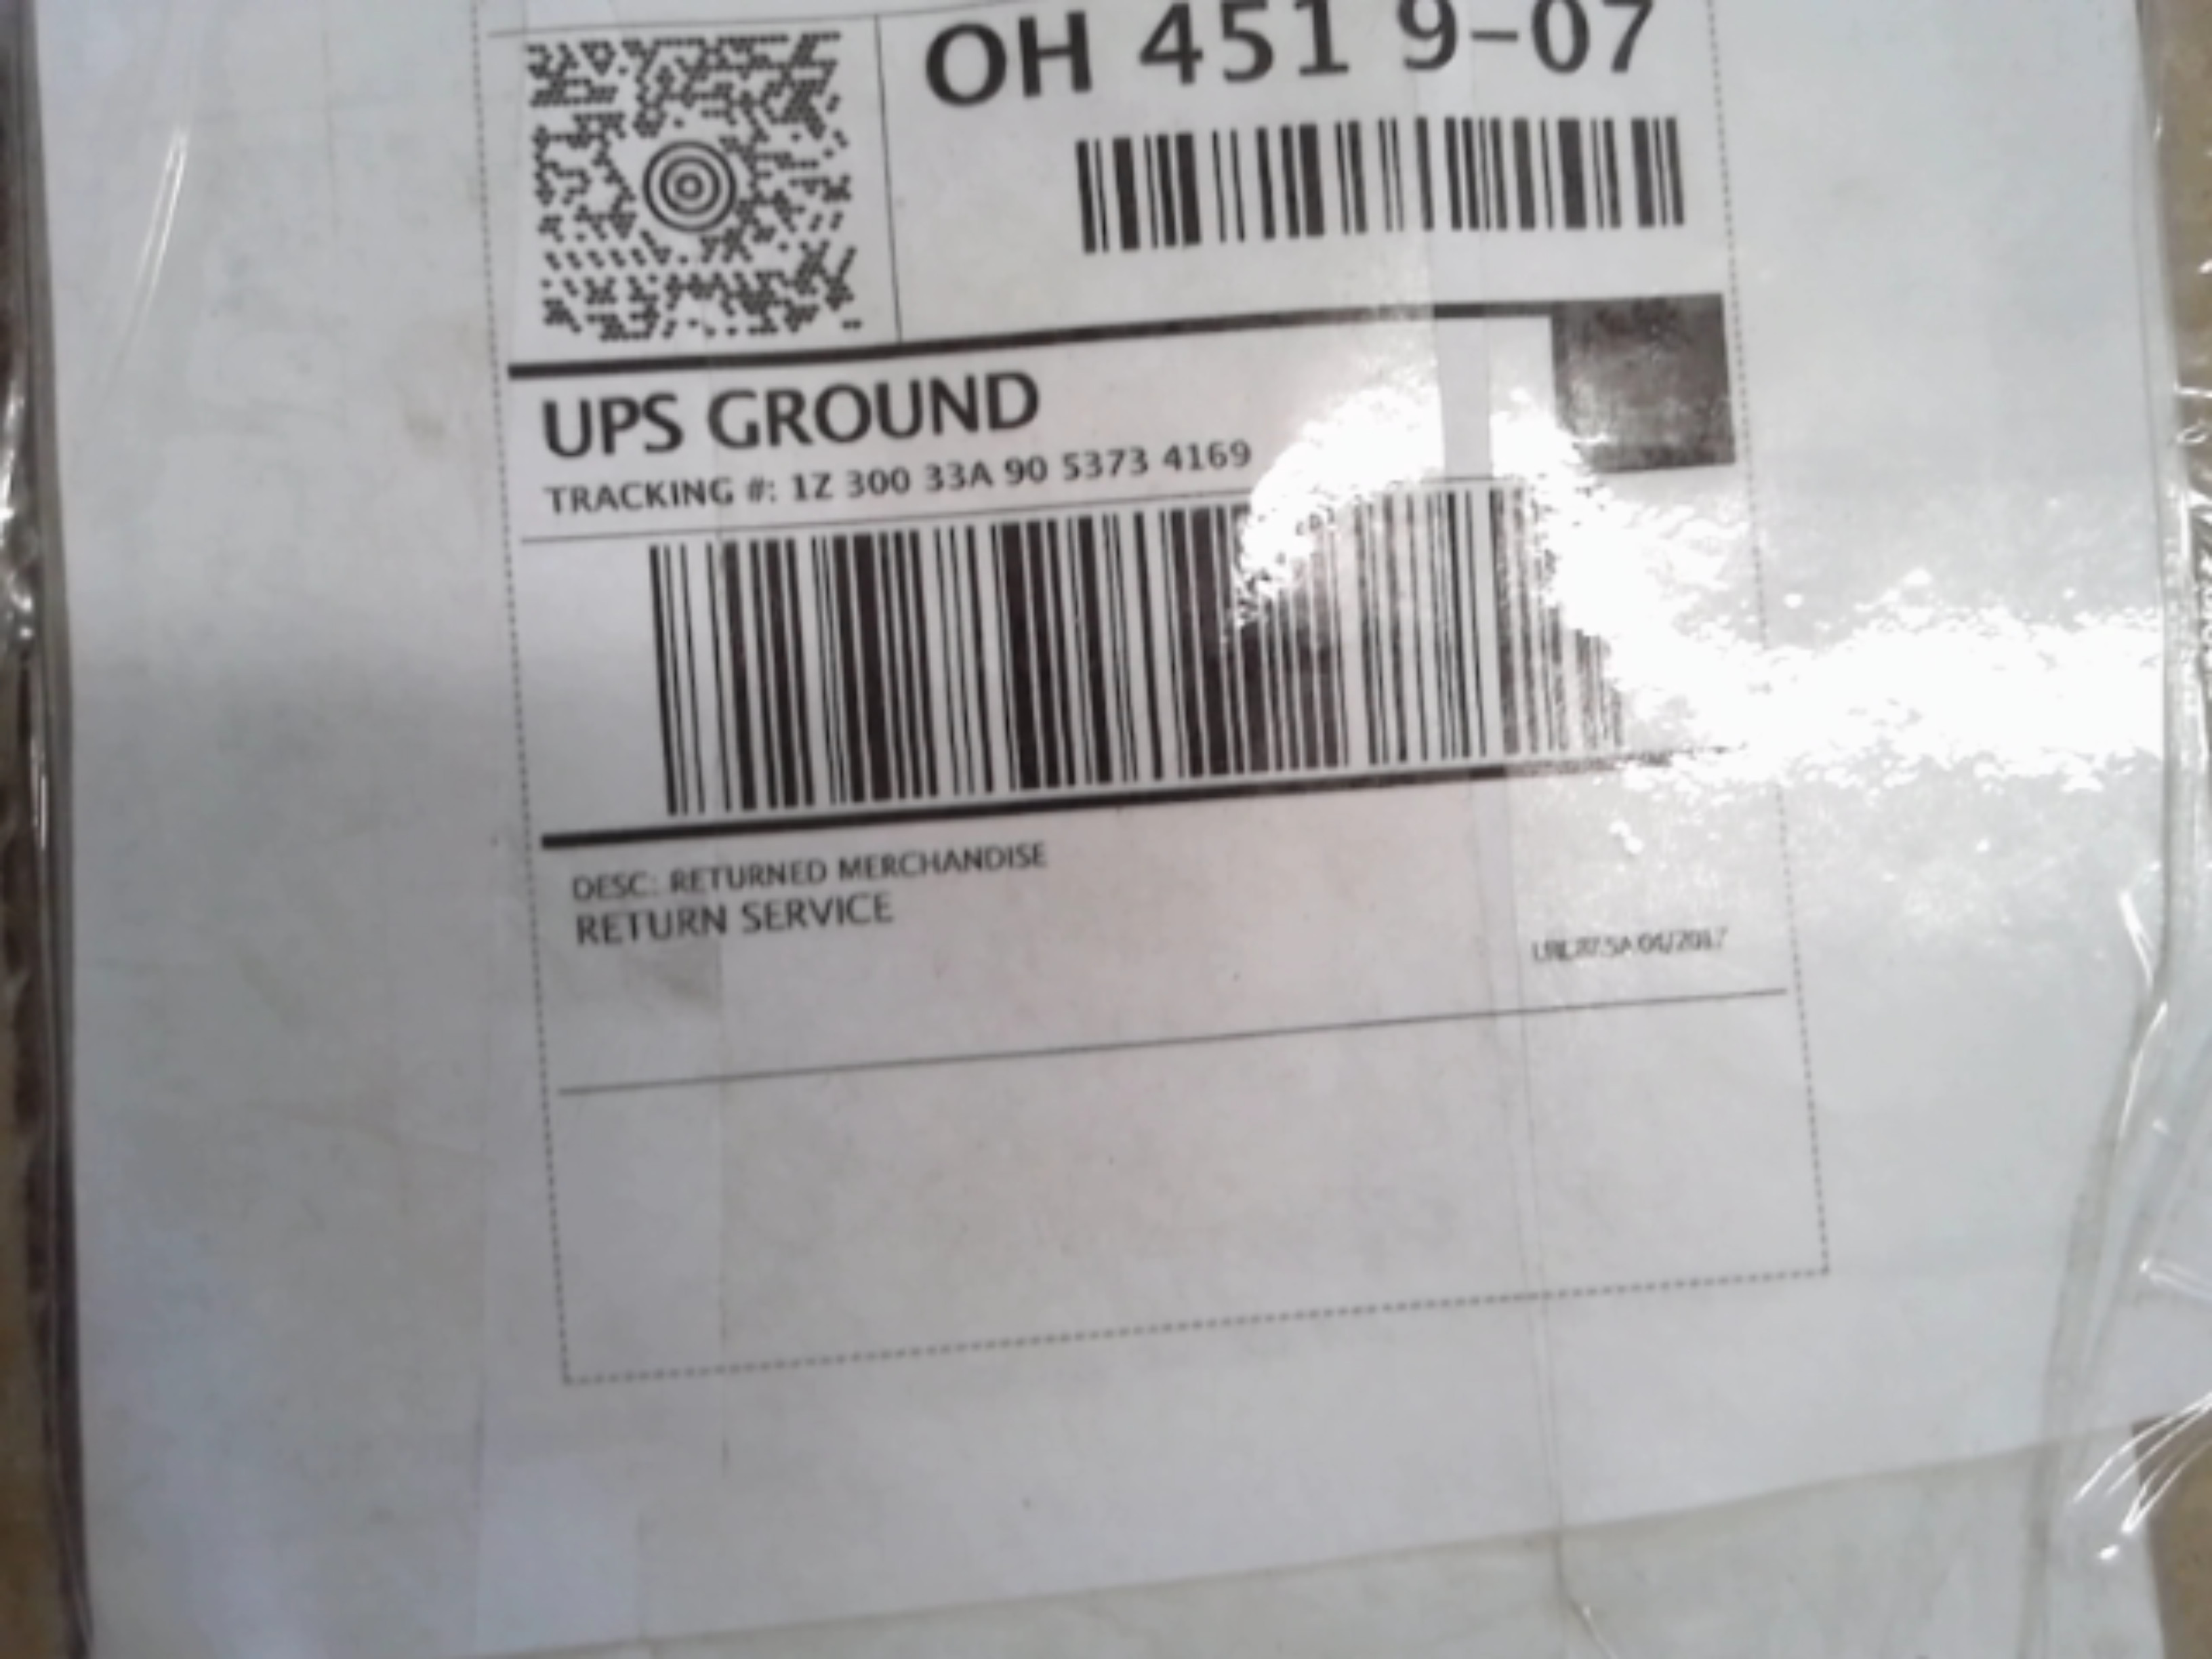 OH 451 9-07
UPS GROUND
TRACKING #: 1Z 300 33A 90 5373 4169
DESC: RETURNED MERCHANDISE
RETURN SERVICE